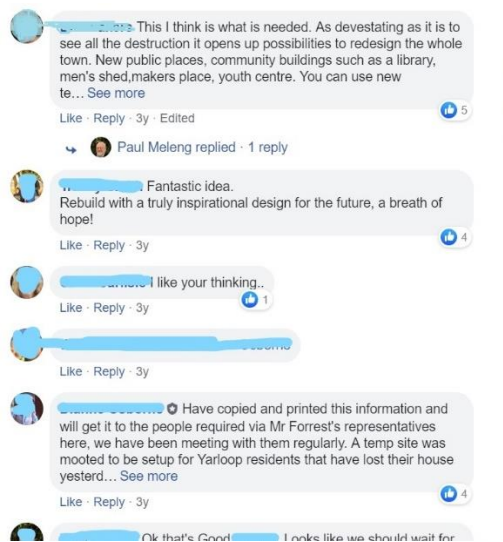 This I think is what is needed. As devestating as it is to
see all the destruction it opens up possibilities to redesign the whole
town. New public places, community buildings such as a library,
men's shed,makers place, youth centre. You can use new
te... See more
5
Like · Reply · 3y · Edited
Paul Meleng replied · 1 reply
Fantastic idea.
Rebuild with a truly inspirational design for the future, a breath of
hope!
4
Like · Reply · 3y
I like your thinking..
1
Like · Reply · 3y
Like · Reply · 3y
Have copied and printed this information and
will get it to the people required via Mr Forrest's representatives
here, we have been meeting with them regularly. A temp site was
mooted to be setup for Yarloop residents that have lost their house
yesterd... See more
4
Like · Reply · 3y
Ok that's Good Looks like we should wait for